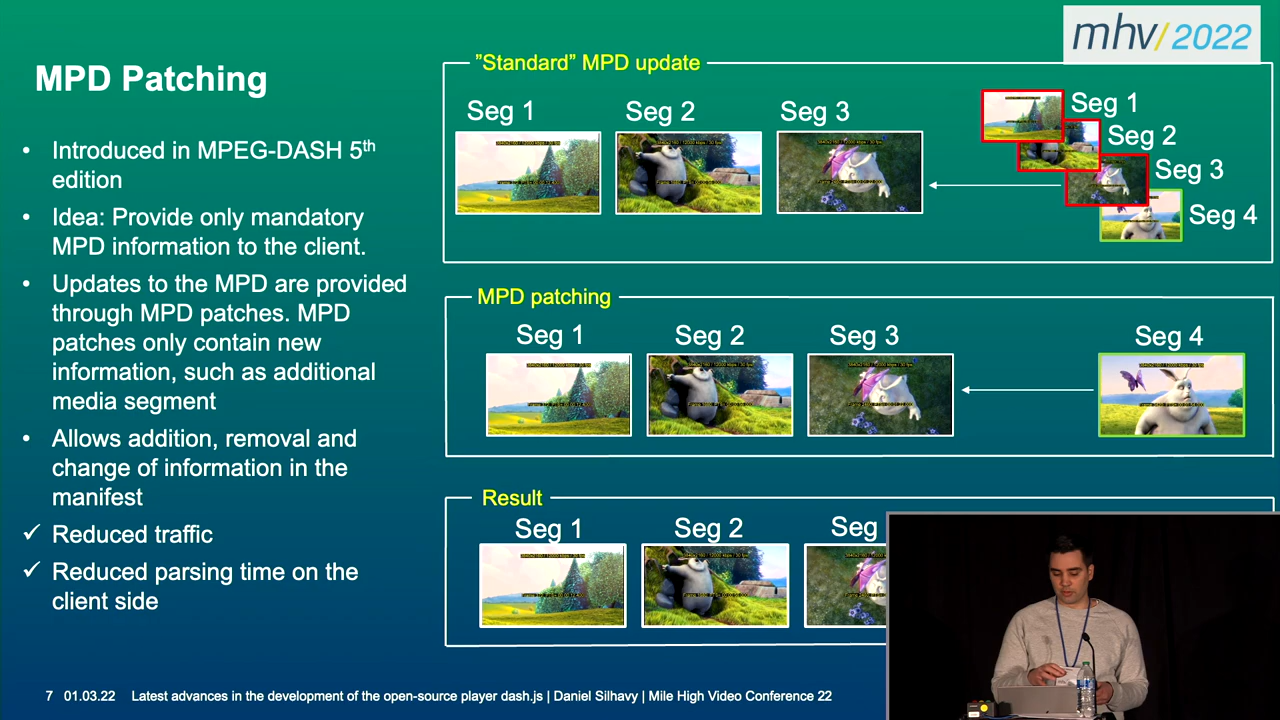 mhv/2022
MPD Patching
• Introduced in MPEG-DASH 5th
edition
• Idea: Provide only mandatory
MPD information to the client.
• Updates to the MPD are provided
through MPD patches. MPD
patches only contain new
information, such as additional
media segment
• Allows addition, removal and
change of information in the
manifest
✓ Reduced traffic
✓ Reduced parsing time on the
client side
”Standard” MPD update
Seg 1
Seg 2
Seg 3
Seg 1
Seg 2
Seg 3
Seg 4
MPD patching
Seg 1
Seg 2
Seg 3
Seg 4
Result
Seg 1
Seg 2
Seg
7 01.03.22 Latest advances in the development of the open-source player dash.js | Daniel Silhavy | Mile High Video Conference 22